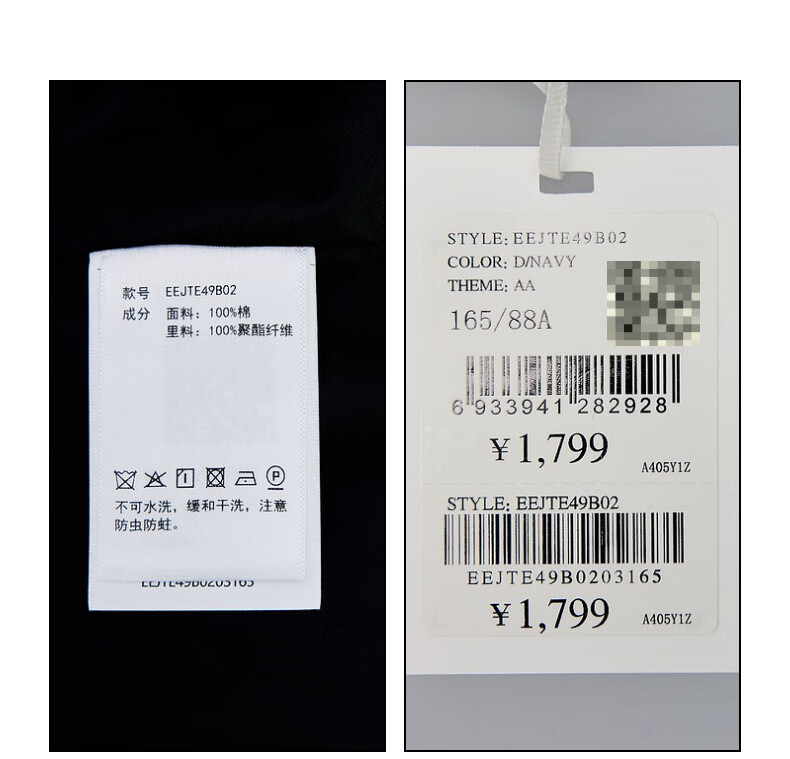 款号 EEJTE49B02
成分 面料：100%棉
里料：100%聚酯纤维
P
不可水洗，缓和干洗，注意
防虫防蛀。
EEJTE49B0203165
STYLE: EEJTE49B02
COLOR: D/NAVY
THEME: AA
165/88A
6 933941 282928
¥1,799
A405Y1Z
STYLE: EEJTE49B02
EEJTE49B0203165
¥1,799
A405Y1Z